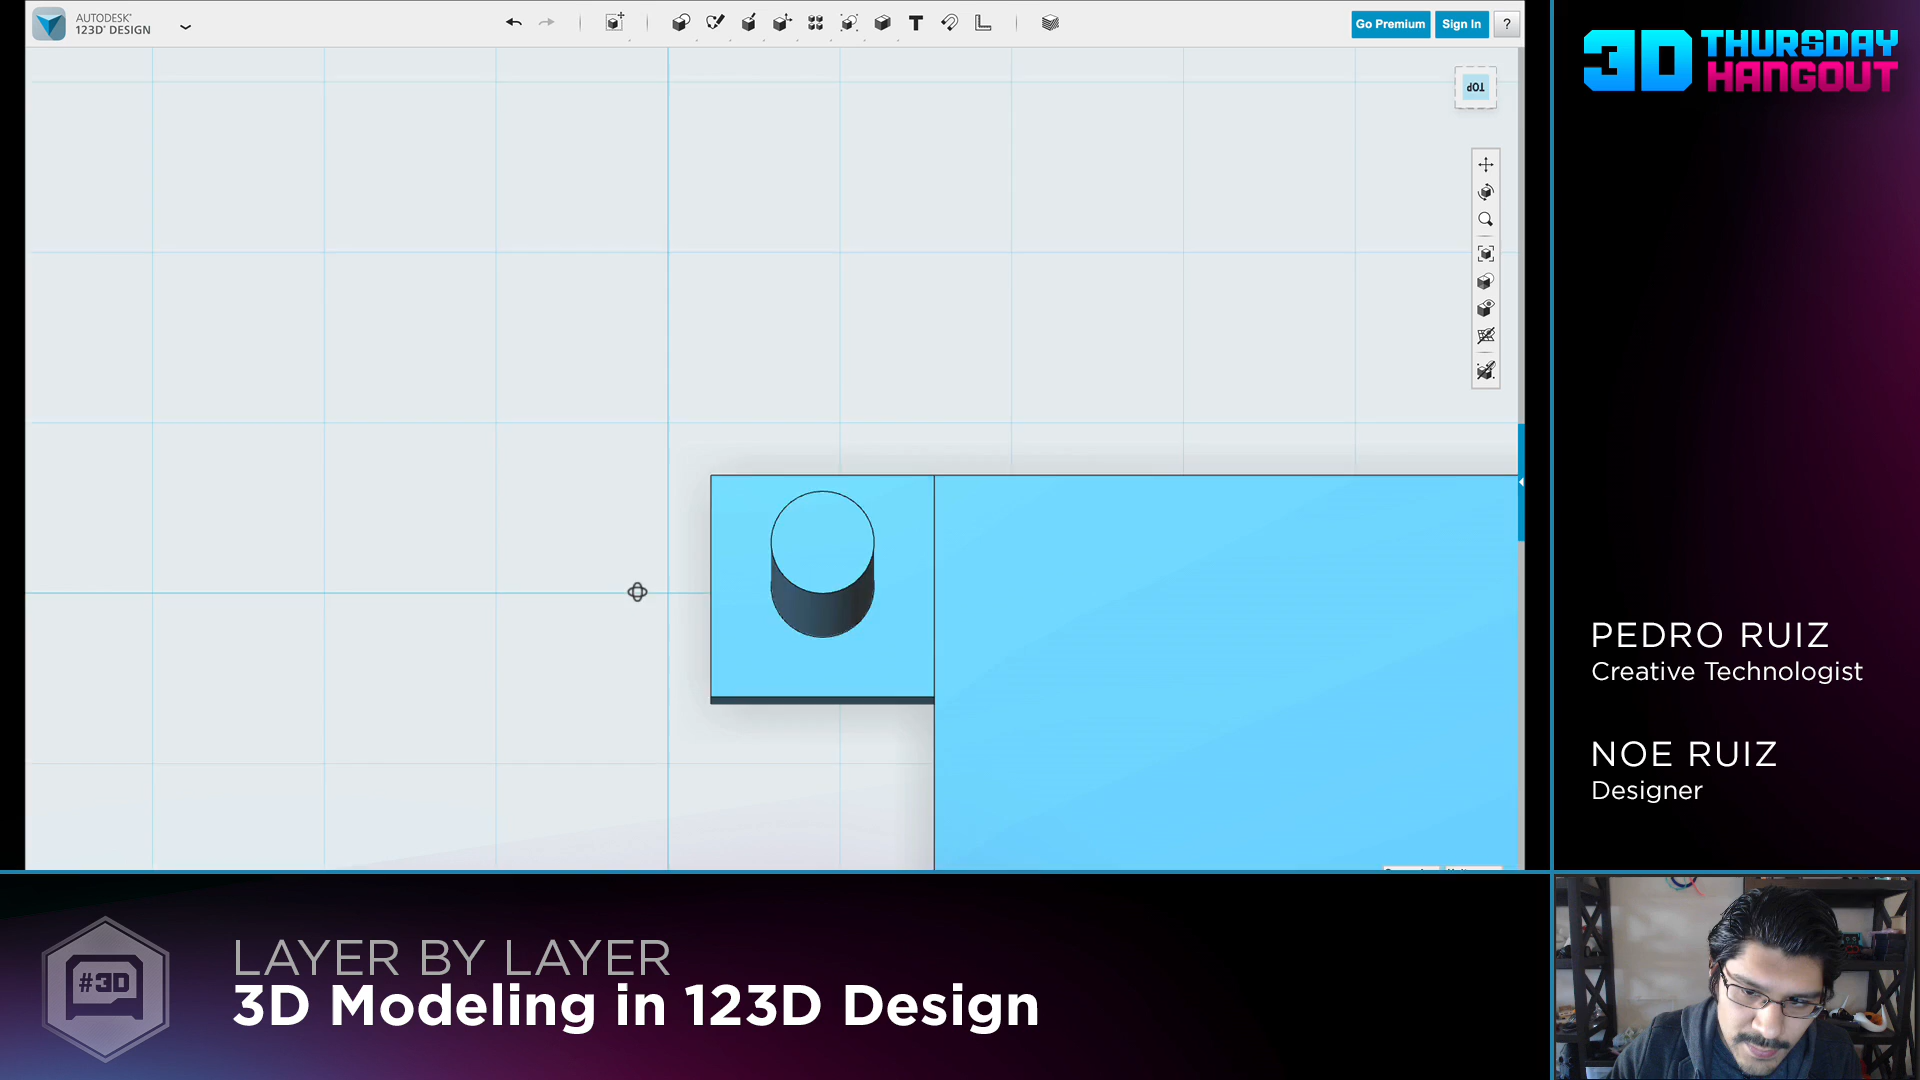 AUTODESK®
123D® DESIGN
Go Premium
Sign In
?
TOP
3D THURSDAY
HANGOUT
PEDRO RUIZ
Creative Technologist
NOE RUIZ
Designer
#3D
LAYER BY LAYER
3D Modeling in 123D Design